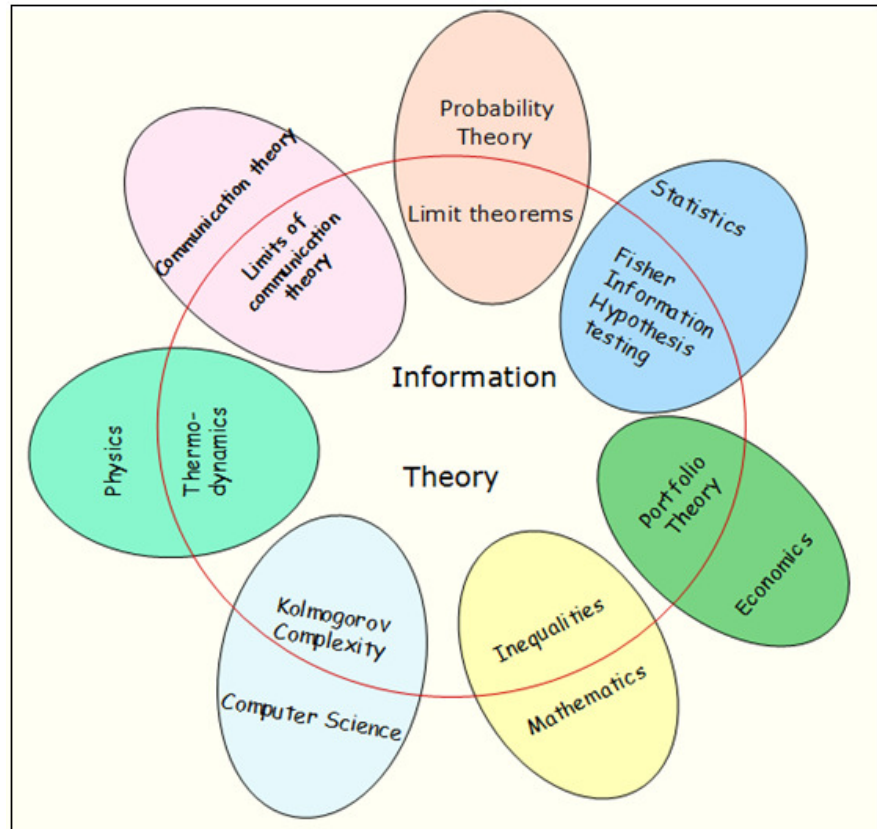 Probability
Theory
Limit theorems
Statistics
Fisher
Information
Hypothesis
testing
Portfolio
Theory
Economics
Inequalities
Mathematics
Kolmogorov
Complexity
Computer Science
Physics
Thermo-
dynamics
Communication theory
Limits of
communication
theory
Information
Theory